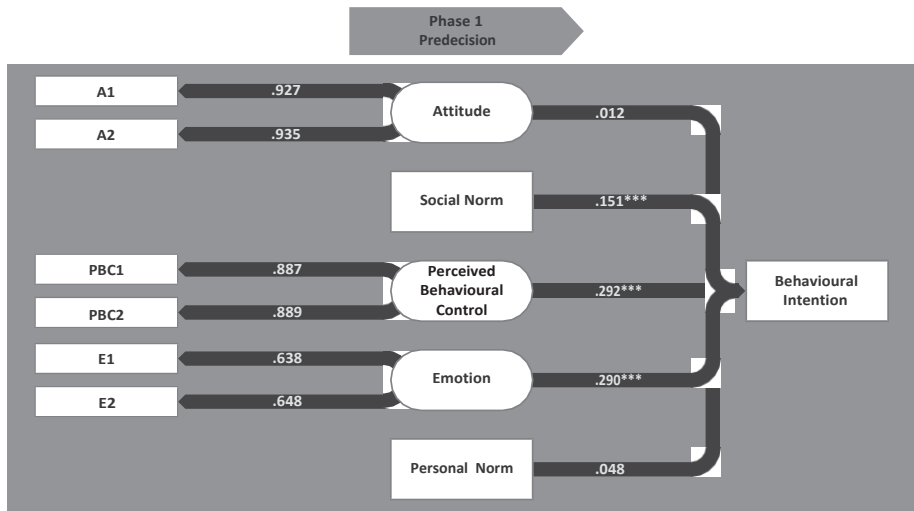 Phase 1
Predecision
A1
.927
Attitude
.012
A2
.935
Social Norm
.151***
PBC1
.887
Perceived
Behavioural
Control
.292***
Behavioural
Intention
PBC2
.889
E1
.638
Emotion
.290***
E2
.648
Personal Norm
.048